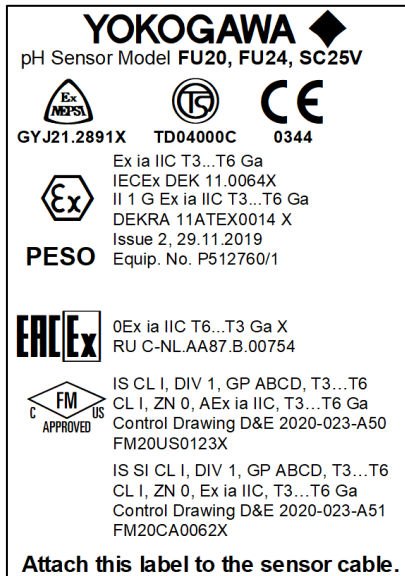 YOKOGAWA
pH Sensor Model FU20, FU24, SC25V
Ex
NEPSI
TS
CE
GYJ21.2891X TD04000C 0344
Ex ia IIC T3...T6 Ga
IECEx DEK 11.0064X
Ex
II 1 G Ex ia IIC T3...T6 Ga
DEKRA 11ATEX0014 X
Issue 2, 29.11.2019
PESO Equip. No. P512760/1
EAC Ex
0Ex ia IIC T6...T3 Ga X
RU C-NL.AA87.B.00754
FM
C US
APPROVED
IS CL I, DIV 1, GP ABCD, T3...T6
CL I, ZN 0, AEx ia IIC, T3...T6 Ga
Control Drawing D&E 2020-023-A50
FM20US0123X
IS SI CL I, DIV 1, GP ABCD, T3...T6
CL I, ZN 0, Ex ia IIC, T3...T6 Ga
Control Drawing D&E 2020-023-A51
FM20CA0062X
Attach this label to the sensor cable.